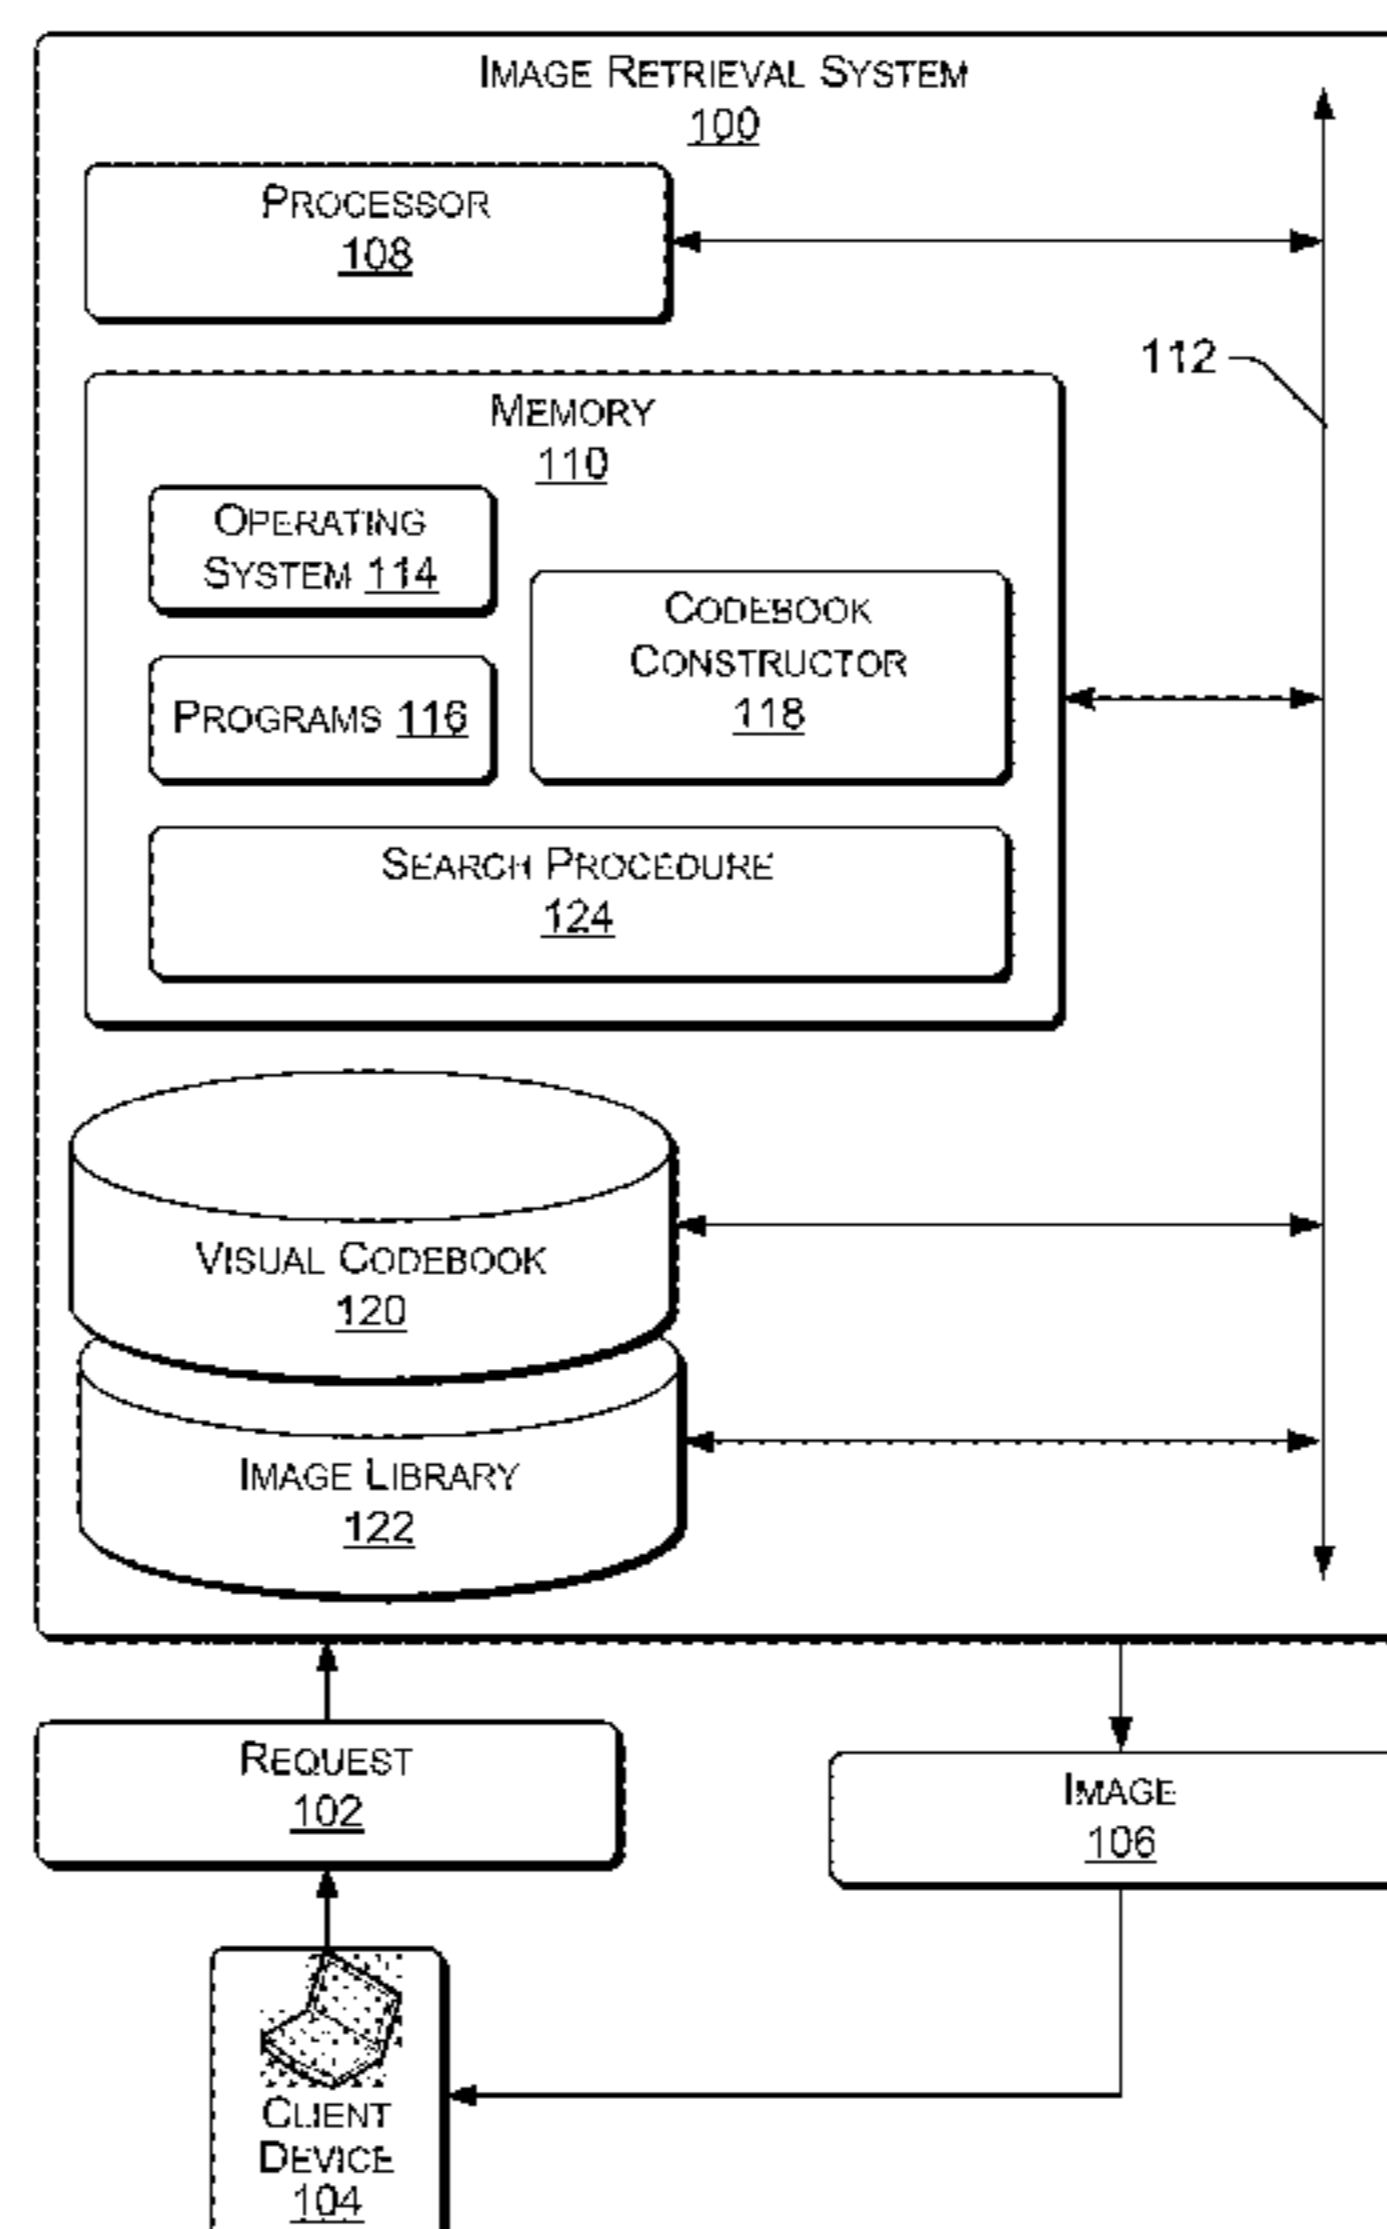 IMAGE RETRIEVAL SYSTEM
100
PROCESSOR
108
112
MEMORY
110
OPERATING
SYSTEM 114
CODEBOOK
CONSTRUCTOR
118
PROGRAMS 116
SEARCH PROCEDURE
124
VISUAL CODEBOOK
120
IMAGE LIBRARY
122
REQUEST
102
IMAGE
106
CLIENT
DEVICE
104